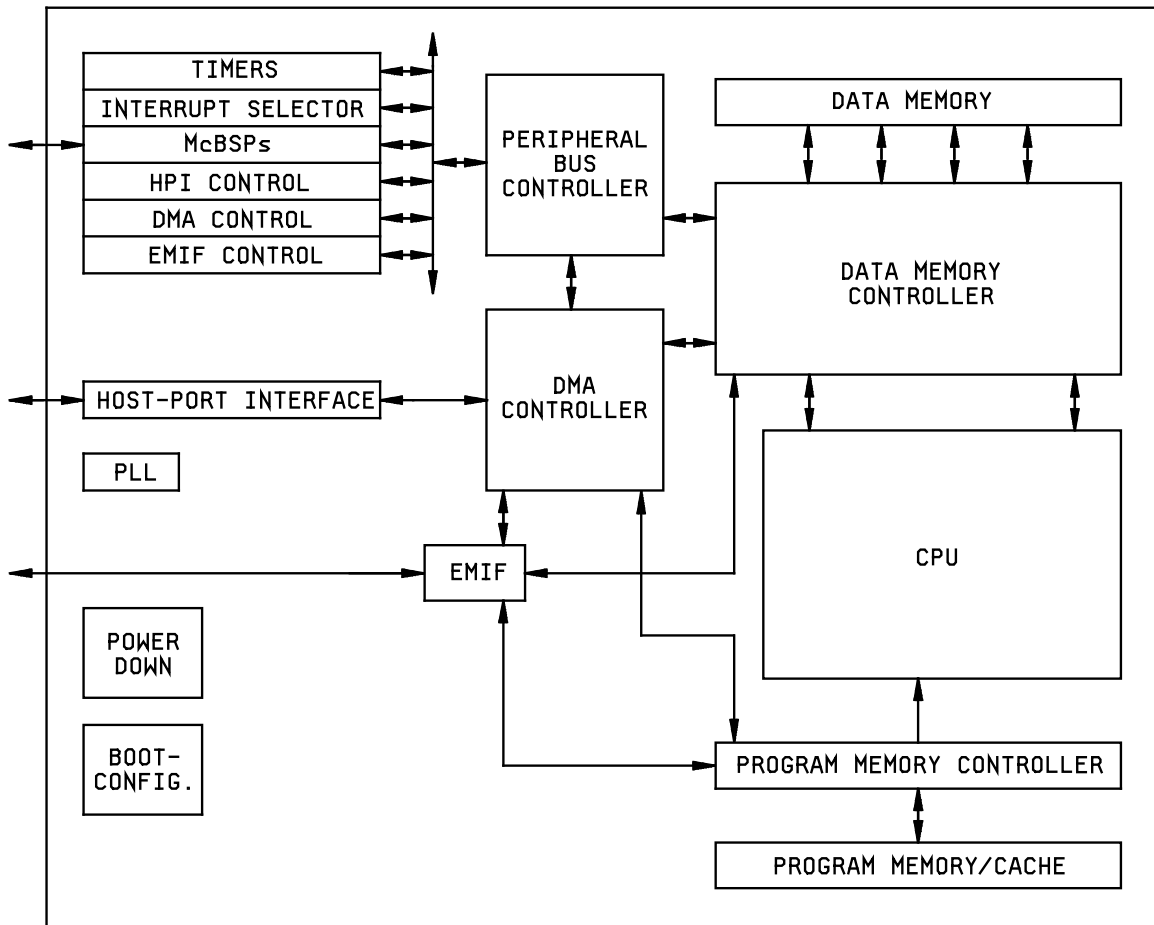 TIMERS
INTERRUPT SELECTOR
McBSPs
HPI CONTROL
DMA CONTROL
EMIF CONTROL
PERIPHERAL
BUS
CONTROLLER
DATA MEMORY
DATA MEMORY
CONTROLLER
HOST-PORT INTERFACE
DMA
CONTROLLER
PLL
EMIF
CPU
POWER
DOWN
BOOT-
CONFIG.
PROGRAM MEMORY CONTROLLER
PROGRAM MEMORY/CACHE